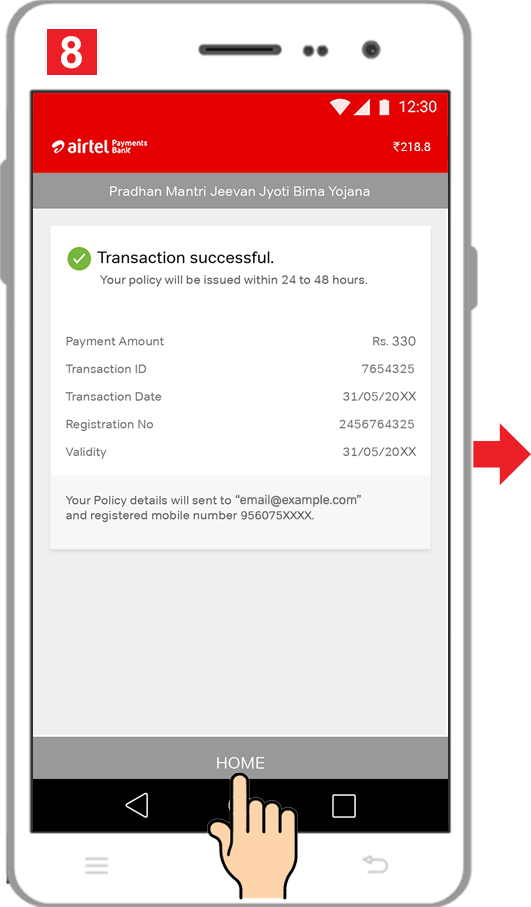 8
12:30
airtel Payments Bank
₹218.8
Pradhan Mantri Jeevan Jyoti Bima Yojana
Transaction successful.
Your policy will be issued within 24 to 48 hours.
Payment Amount Rs. 330
Transaction ID 7654325
Transaction Date 31/05/20XX
Registration No 2456764325
Validity 31/05/20XX
Your Policy details will sent to “email@example.com”
and registered mobile number 956075XXXX.
HOME